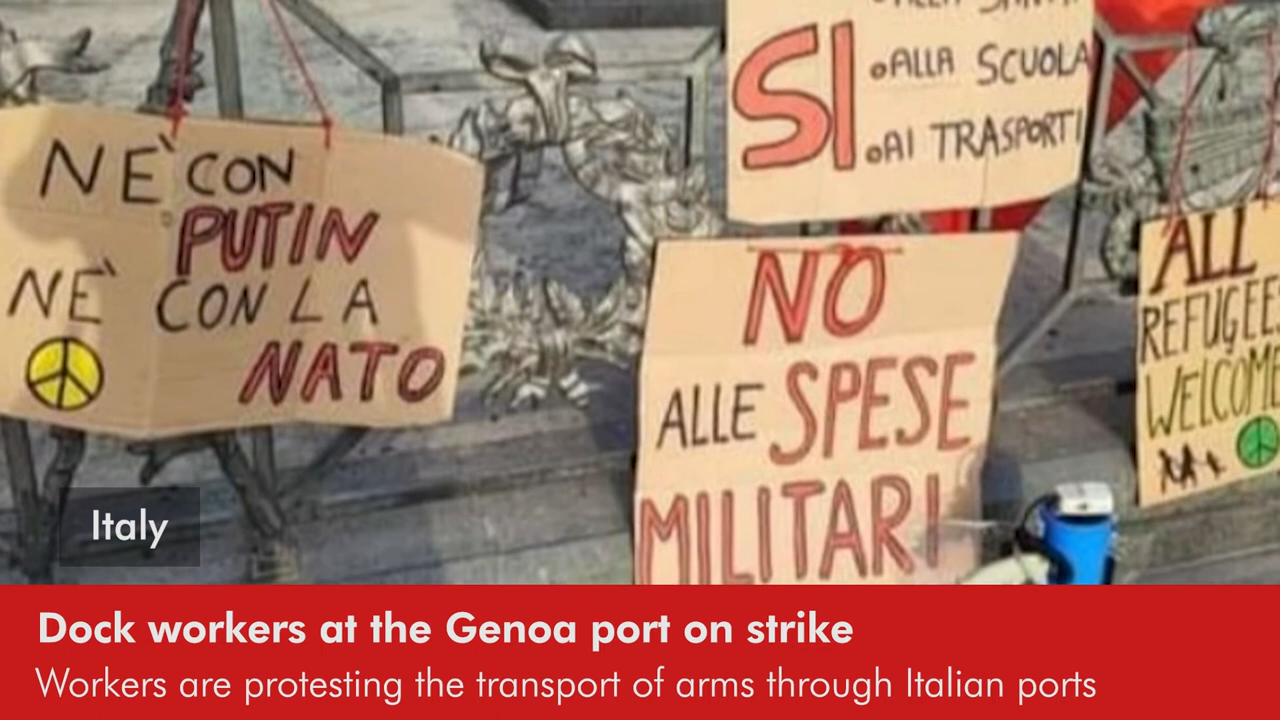 NE' CON
PUTIN
NE' CON LA
NATO
SI
•ALLA SCUOLA
•AI TRASPORTI
NO
ALLE SPESE
MILITARI
ALL
REFUGEE
WELCOME
Italy
Dock workers at the Genoa port on strike
Workers are protesting the transport of arms through Italian ports